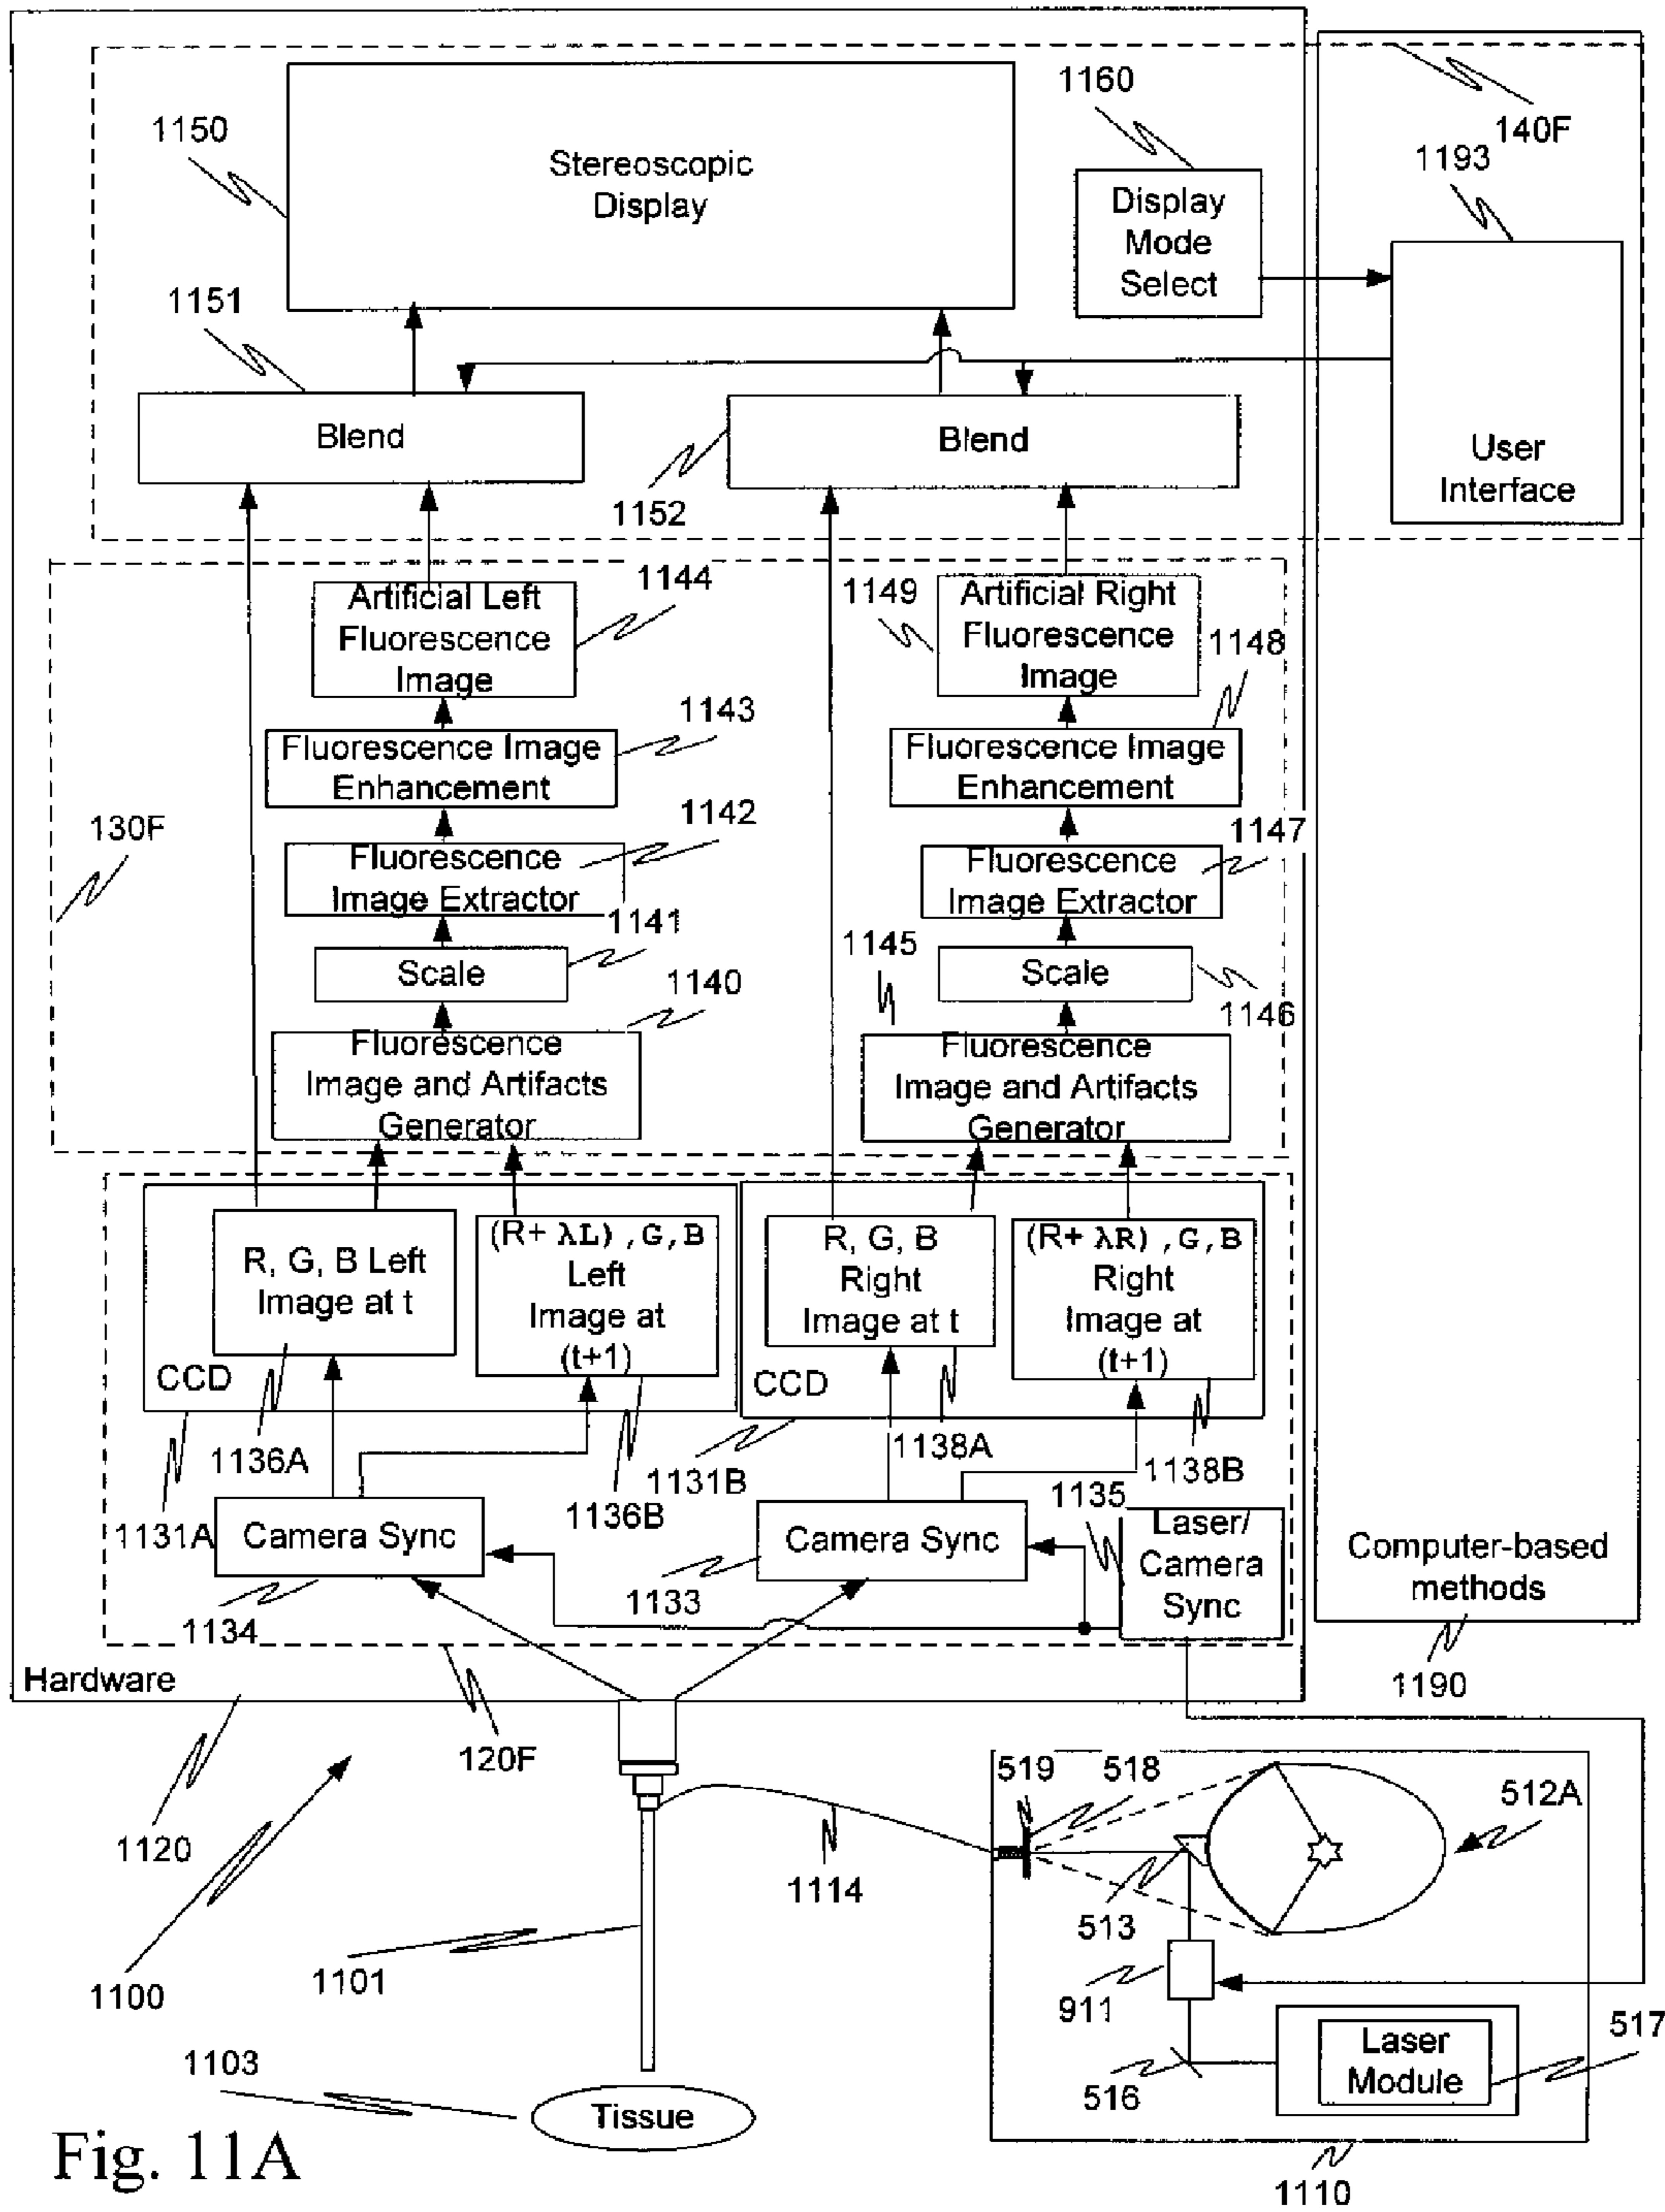 1160
140F
1150
Stereoscopic
Display
1193
Display
Mode
Select
1151
Blend
Blend
User
Interface
1152
1144
1149
Artificial Left
Fluorescence
Image
Artificial Right
Fluorescence
Image
1148
1143
Fluorescence Image
Enhancement
Fluorescence Image
Enhancement
1142
1147
130F
Fluorescence
Image Extractor
Fluorescence
Image Extractor
1141
1145
Scale
Scale
1140
1146
Fluorescence
Image and Artifacts
Generator
Fluorescence
Image and Artifacts
Generator
R, G, B Left
Image at t
(R+ λL) , G, B
Left
Image at
(t+1)
R, G, B
Right
Image at t
(R+ λR) , G, B
Right
Image at
(t+1)
CCD
CCD
1136A
1138A
1131B
1138B
1136B
1135
1131A
Camera Sync
Camera Sync
Laser/
Camera
Sync
Computer-based
methods
1133
1134
Hardware
1190
120F
519
518
512A
1120
1114
513
1101
1100
911
517
Laser
Module
1103
516
Tissue
Fig. 11A
1110